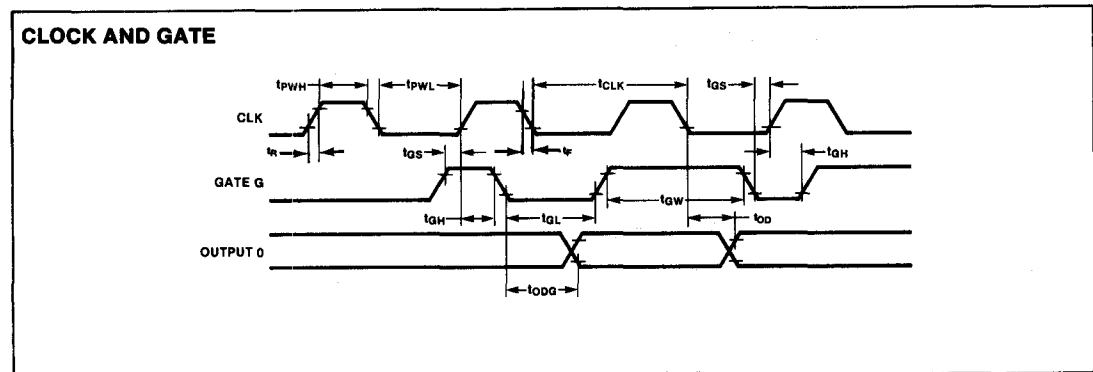 CLOCK AND GATE
tPWH tPWL tCLK tGS
CLK
tR tGS tF tGH
GATE G
tGH tGL tGW tOD
OUTPUT 0
tODG